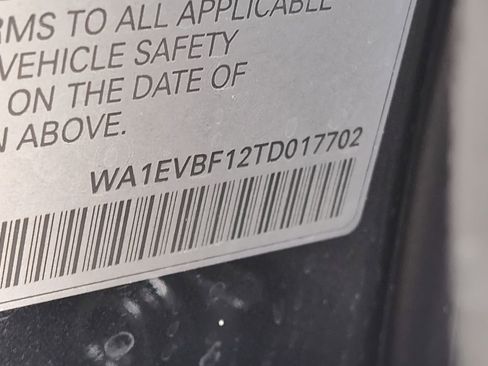 RMS TO ALL APPLICABLE
VEHICLE SAFETY
ON THE DATE OF
N ABOVE.
WA1EVBF12TD017702